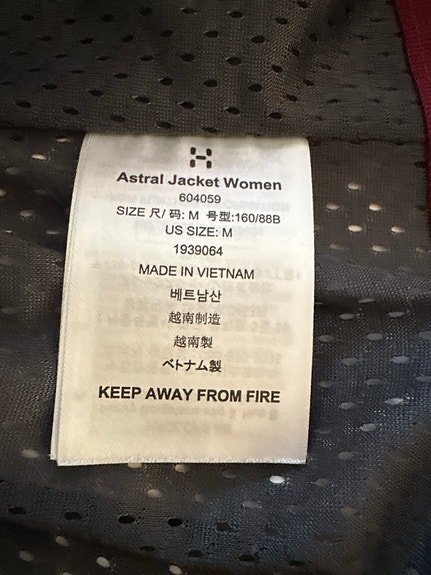 Astral Jacket Women
604059
SIZE 尺/ 码: M 号型:160/88B
US SIZE: M
1939064
MADE IN VIETNAM
베트남산
越南制造
越南製
ベトナム製
KEEP AWAY FROM FIRE